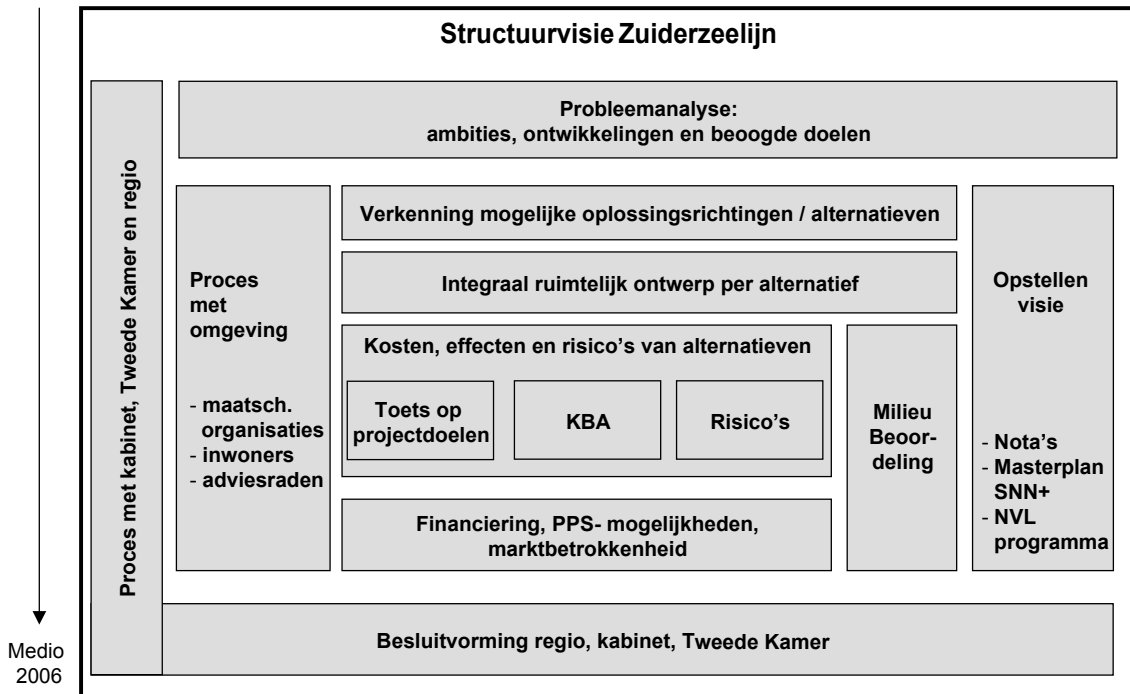 Structuurvisie Zuiderzeelijn
Proces met kabinet, Tweede Kamer en regio
Probleemanalyse:
ambities, ontwikkelingen en beoogde doelen
Proces
met
omgeving
- maatsch.
organisaties
- inwoners
- adviesraden
Verkenning mogelijke oplossingsrichtingen / alternatieven
Integraal ruimtelijk ontwerp per alternatief
Kosten, effecten en risico's van alternatieven
Toets op
projectdoelen
KBA
Risico's
Financiering, PPS- mogelijkheden,
marktbetrokkenheid
Milieu
Beoor-
deling
Opstellen
visie
- Nota's
- Masterplan
SNN+
- NVL
programma
Besluitvorming regio, kabinet, Tweede Kamer
Medio
2006